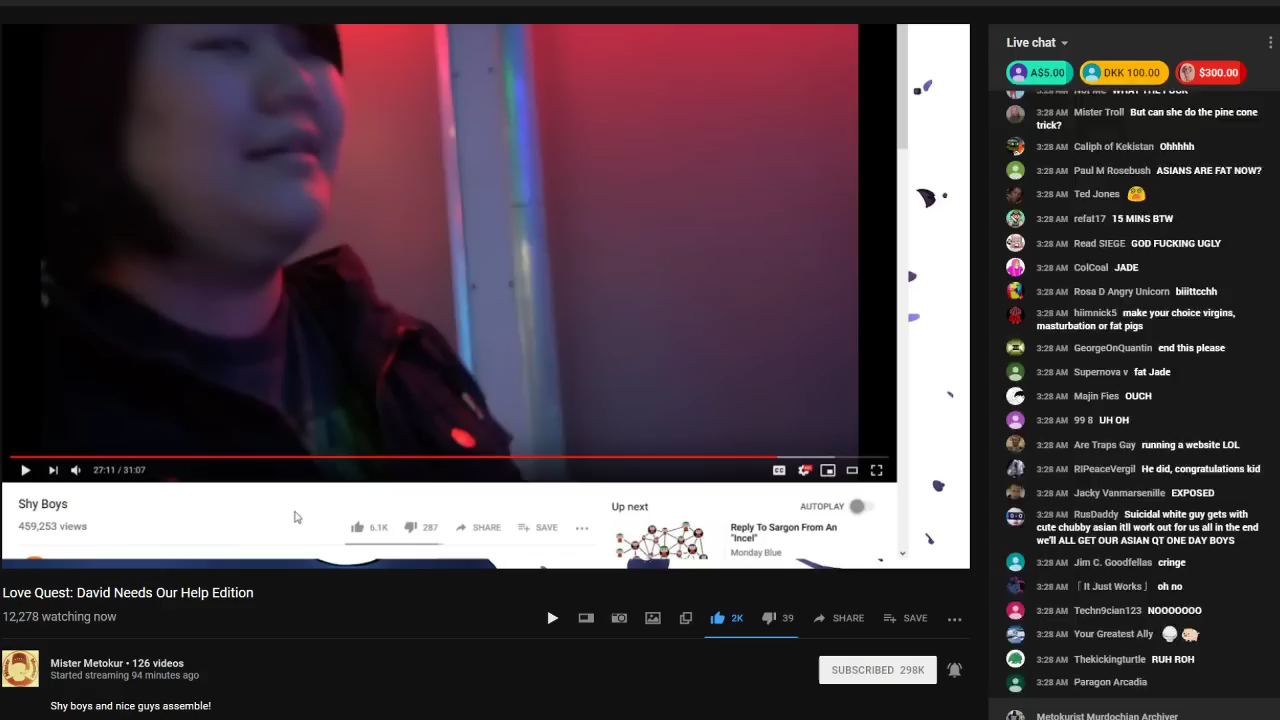 27:11 / 31:07
Shy Boys
459,253 views
6.1K
287
SHARE
SAVE
Up next
AUTOPLAY
Reply To Sargon From An
"Incel"
Monday Blue
Love Quest: David Needs Our Help Edition
12,278 watching now
2K
39
SHARE
SAVE
Mister Metokur • 126 videos
Started streaming 94 minutes ago
SUBSCRIBED 298K
Shy boys and nice guys assemble!
Live chat
A$5.00
DKK 100.00
$300.00
3:28 AM Not Me WHAT THE FUCK
3:28 AM Mister Troll But can she do the pine cone
trick?
3:28 AM Caliph of Kekistan Ohhhhh
3:28 AM Paul M Rosebush ASIANS ARE FAT NOW?
3:28 AM Ted Jones
3:28 AM refat17 15 MINS BTW
3:28 AM Read SIEGE GOD FUCKING UGLY
3:28 AM ColCoal JADE
3:28 AM Rosa D Angry Unicorn biiittcchh
3:28 AM hiimnick5 make your choice virgins,
masturbation or fat pigs
3:28 AM GeorgeOnQuantin end this please
3:28 AM Supernova v fat Jade
3:28 AM Majin Fies OUCH
3:28 AM 99 8 UH OH
3:28 AM Are Traps Gay running a website LOL
3:28 AM RIPeaceVergil He did, congratulations kid
3:28 AM Jacky Vanmarsenille EXPOSED
3:28 AM RusDaddy Suicidal white guy gets with
cute chubby asian itll work out for us all in the end
we'll ALL GET OUR ASIAN QT ONE DAY BOYS
3:28 AM Jim C. Goodfellas cringe
3:28 AM 「 It Just Works 」 oh no
3:28 AM Techn9cian123 NOOOOOOO
3:28 AM Your Greatest Ally
3:28 AM Thekickingturtle RUH ROH
3:28 AM Paragon Arcadia
Metokurist Murdochian Archiver